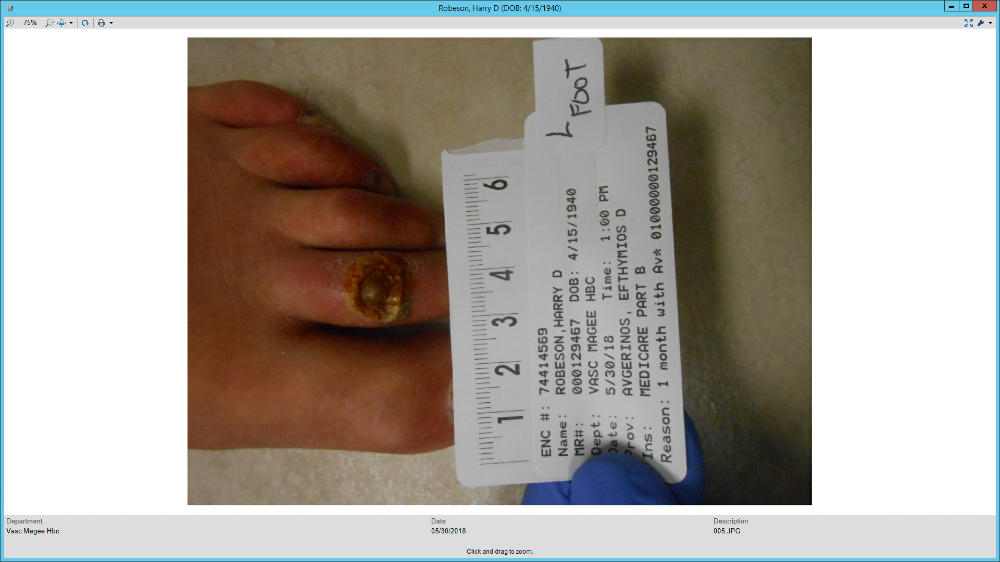 Robeson, Harry D (DOB: 4/15/1940)
75%
L FOOT
6
5
4
3
2
1
ENC #: 74414569
Name: ROBESON,HARRY D
MR#: 000129467 DOB: 4/15/1940
Dept: VASC MAGEE HBC
Date: 5/30/18 Time: 1:00 PM
Prov: AVGERINOS, EFTHYMIOS D
Ins: MEDICARE PART B
Reason: 1 month with Av* 0100000000129467
Department
Vasc Magee Hbc
Date
05/30/2018
Description
005.JPG
Click and drag to zoom.